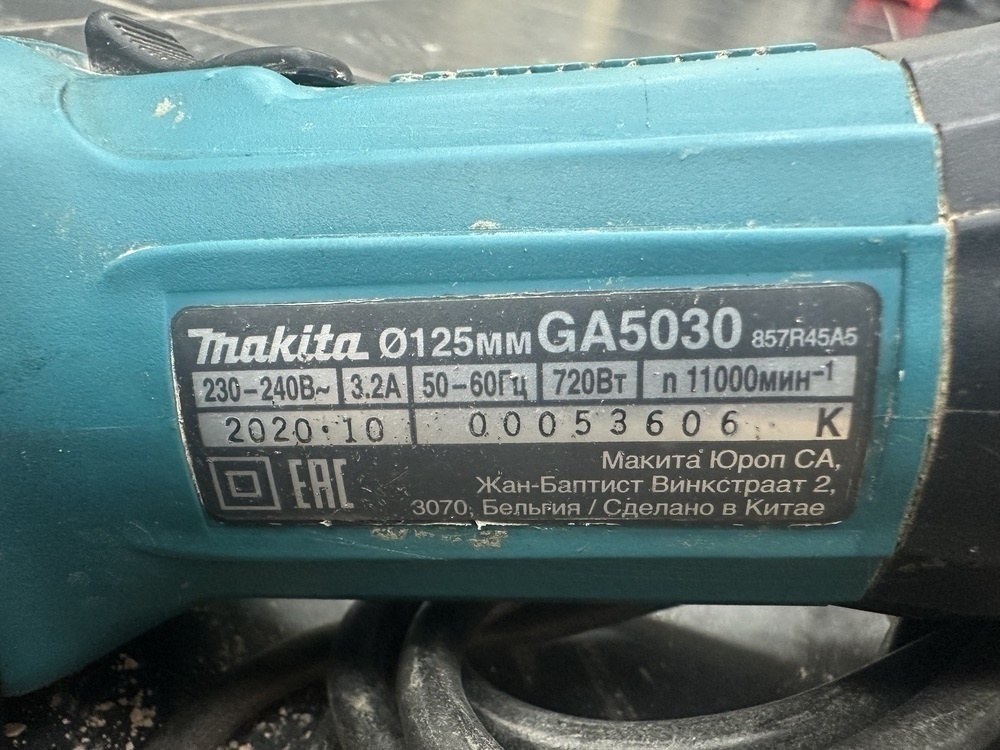 makita Ø125мм GA5030 857R45A5
230-240В~ 3.2А 50-60Гц 720Вт n 11000мин⁻¹
2020·10 00053606 K
EAC Макита Юроп СА,
Жан-Баптист Винкстраат 2,
3070, Бельгия / Сделано в Китае